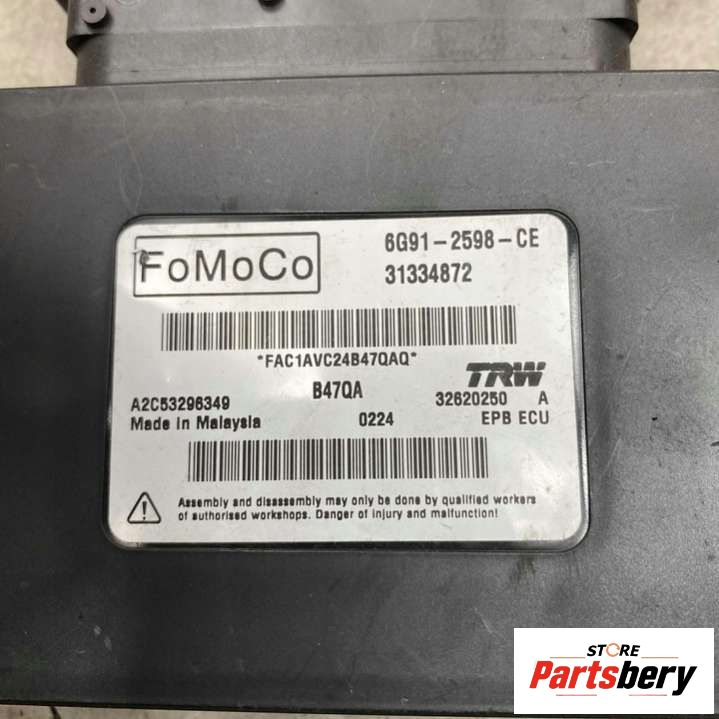 FoMoCo
6G91-2598-CE
31334872
*FAC1AVC24B47QAQ*
B47QA
TRW
A2C53296349
32620250 A
Made in Malaysia
0224
EPB ECU
Assembly and disassembly may only be done by qualified workers
of authorised workshops. Danger of injury and malfunction!
STORE
Partsbery